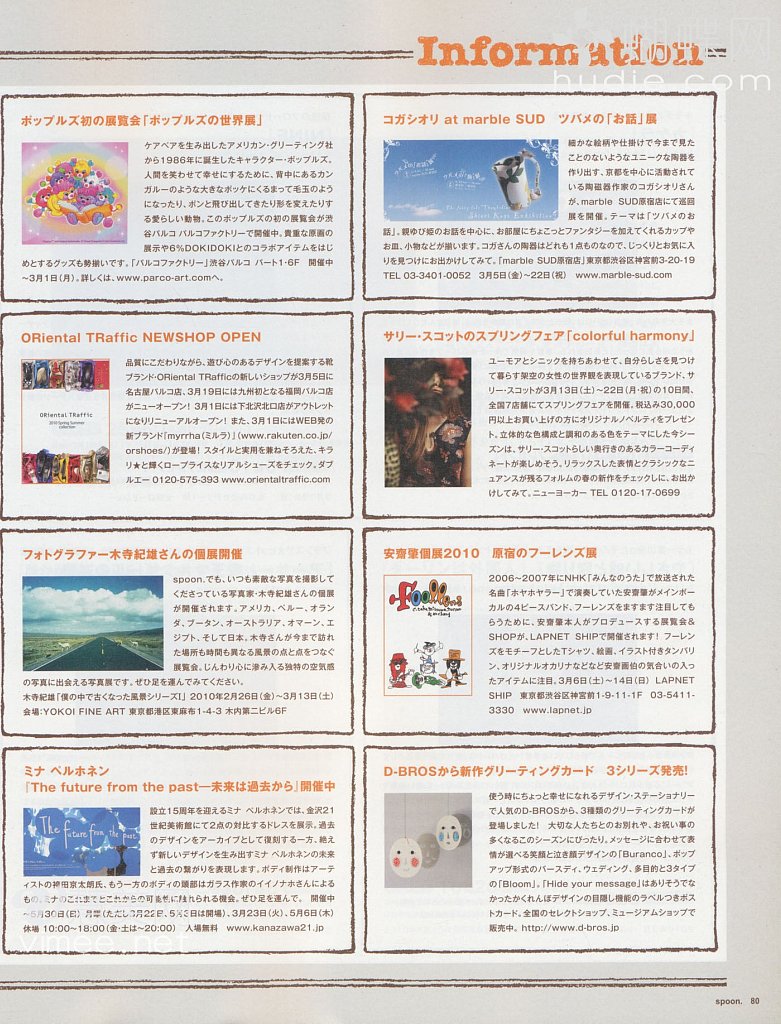 Information
hudie.com
ポップルズ初の展覧会「ポップルズの世界展」
ケアベアを生み出したアメリカン・グリーティング社
から1986年に誕生したキャラクター・ポップルズ。
人間を笑わせて幸せにするために、背中にあるカン
ガルーのような大きなポッケにくるまって毛玉のよう
になったり、ポンと飛び出してきたり形を変えたりす
る愛らしい動物。このポップルズの初の展覧会が渋
谷パルコファクトリーで開催中。貴重な原画の
展示や6%DOKIDOKIとのコラボアイテムをはじ
めとするグッズも勢揃いです。「パルコファクトリー」渋谷パルコ パート1・6F 開催中
〜3月1日(月)。詳しくは、www.parco-art.comへ。
コガシオリ at marble SUD ツバメの「お話」展
細かな絵柄や仕掛けで今まで見た
ことのないようなユニークな陶器を
作り出す、京都を中心に活動されて
いる陶磁器作家のコガシオリさん
が、marble SUD原宿店にて巡回
展を開催。テーマは「ツバメのお
話」。親ゆび姫のお話を中心に、お部屋にちょこっとファンタジーを加えてくれるカップや
お皿、小物などが揃います。コガさんの陶器はどれも1点ものなので、じっくりとお気に入
りを見つけにお出かけしてみて。「marble SUD原宿店」東京都渋谷区神宮前3-20-19
TEL 03-3401-0052 3月5日(金)〜22日(祝) www.marble-sud.com
ORiental TRaffic NEWSHOP OPEN
ORiental TRaffic
2010 Spring Summer
collection
品質にこだわりながら、遊び心のあるデザインを提案する靴
ブランド・ORiental TRafficの新しいショップが3月5日に
名古屋パルコ店、3月19日には九州初となる福岡パルコ店
がニューオープン! 3月1日には下北沢北口店がアウトレット
になりリニューアルオープン! また、3月1日にはWEB発の
新ブランド「myrrha(ミルラ)」(www.rakuten.co.jp/
orshoes/)が登場! スタイルと実用を兼ねそろえた、キラ
リ★と輝くロープライスなリアルシューズをチェック。ダブ
ルエー 0120-575-393 www.orientaltraffic.com
サリー・スコットのスプリングフェア「colorful harmony」
ユーモアとシニックを持ちあわせて、自分らしさを見つけ
て暮らす架空の女性の世界観を表現しているブランド、サ
リー・スコットが3月13日(土)〜22日(月・祝)の10日間、
全国7店舗にてスプリングフェアを開催。税込み30,000
円以上お買い上げの方にオリジナルノベルティをプレゼン
ト。立体的な色構成と調和のある色をテーマにした今シー
ズンは、サリー・スコットらしい奥行きのあるカラーコーディ
ネートが楽しめそう。リラックスした表情とクラシックなニ
ュアンスが残るフォルムの春の新作をチェックしに、お出か
けしてみて。ニューヨーカー TEL 0120-17-0699
フォトグラファー木寺紀雄さんの個展開催
spoon.でも、いつも素敵な写真を撮影して
くださっている写真家・木寺紀雄さんの個展
が開催されます。アメリカ、ペルー、オラン
ダ、ブータン、オーストラリア、オマーン、エ
ジプト、そして日本。木寺さんが今まで訪れ
た場所も時間も異なる風景の点と点をつなぐ
展覧会。じんわり心に滲み入る独特の空気感
の写真に出会える写真展です。ぜひ足を運んでみてください。
木寺紀雄「僕の中で古くなった風景シリーズI」 2010年2月26日(金)〜3月13日(土)
会場:YOKOI FINE ART 東京都港区東麻布1-4-3 木内第二ビル6F
安齋肇個展2010 原宿のフーレンズ展
Foollens
2006〜2007年にNHK「みんなのうた」で放送された
名曲「ホヤホヤラー」で演奏していた安齋肇がメインボー
カルの4ピースバンド、フーレンズをますます注目しても
らうために、安齋肇本人がプロデュースする展覧会&
SHOPが、LAPNET SHIPで開催されます! フーレン
ズをモチーフとしたTシャツ、絵画、イラスト付きタンバリ
ン、オリジナルオカリナなどなど安齋画伯の気合いの入っ
たアイテムに注目。3月6日(土)〜14日(日) LAPNET
SHIP 東京都渋谷区神宮前1-9-11-1F 03-5411-
3330 www.lapnet.jp
ミナ ペルホネン
『The future from the past―未来は過去から』開催中
The future from the past
設立15周年を迎えるミナ ペルホネンでは、金沢21
世紀美術館にて2点の対比するドレスを展示。過去
のデザインをアーカイブとして復刻する一方、絶え
ず新しいデザインを生み出すミナ ペルホネンの未来
と過去の繋がりを表現します。ボディ制作はアーテ
ィストの袴田京太朗氏、もう一方のボディの頭部はガラス作家のイイノナホさんによる
もの。ミナのこれまでとこれからの可能性に触れられる機会。ぜひ足を運んで。 開催中
〜5月30日(日) 月曜(ただし3月22日、5月3日は開場)、3月23日(火)、5月6日(木)
休場 10:00〜18:00(金・土は〜20:00) 入場無料 www.kanazawa21.jp
D-BROSから新作グリーティングカード 3シリーズ発売!
使う時にちょっと幸せになれるデザイン・ステーショナリー
で人気のD-BROSから、3種類のグリーティングカードが
登場しました! 大切な人たちとのお別れや、お祝い事の
多くなるこのシーズンにぴったり。メッセージに合わせて表
情が選べる笑顔と泣き顔デザインの「Buranco」、ポップ
アップ形式のバースディ、ウェディング、多目的と3タイプ
の「Bloom」。「Hide your message」はありそうでな
かったかくれんぼデザインの目隠し機能のラベルつきポス
トカード。全国のセレクトショップ、ミュージアムショップで
販売中。 http://www.d-bros.jp
vimee.net
spoon. 80